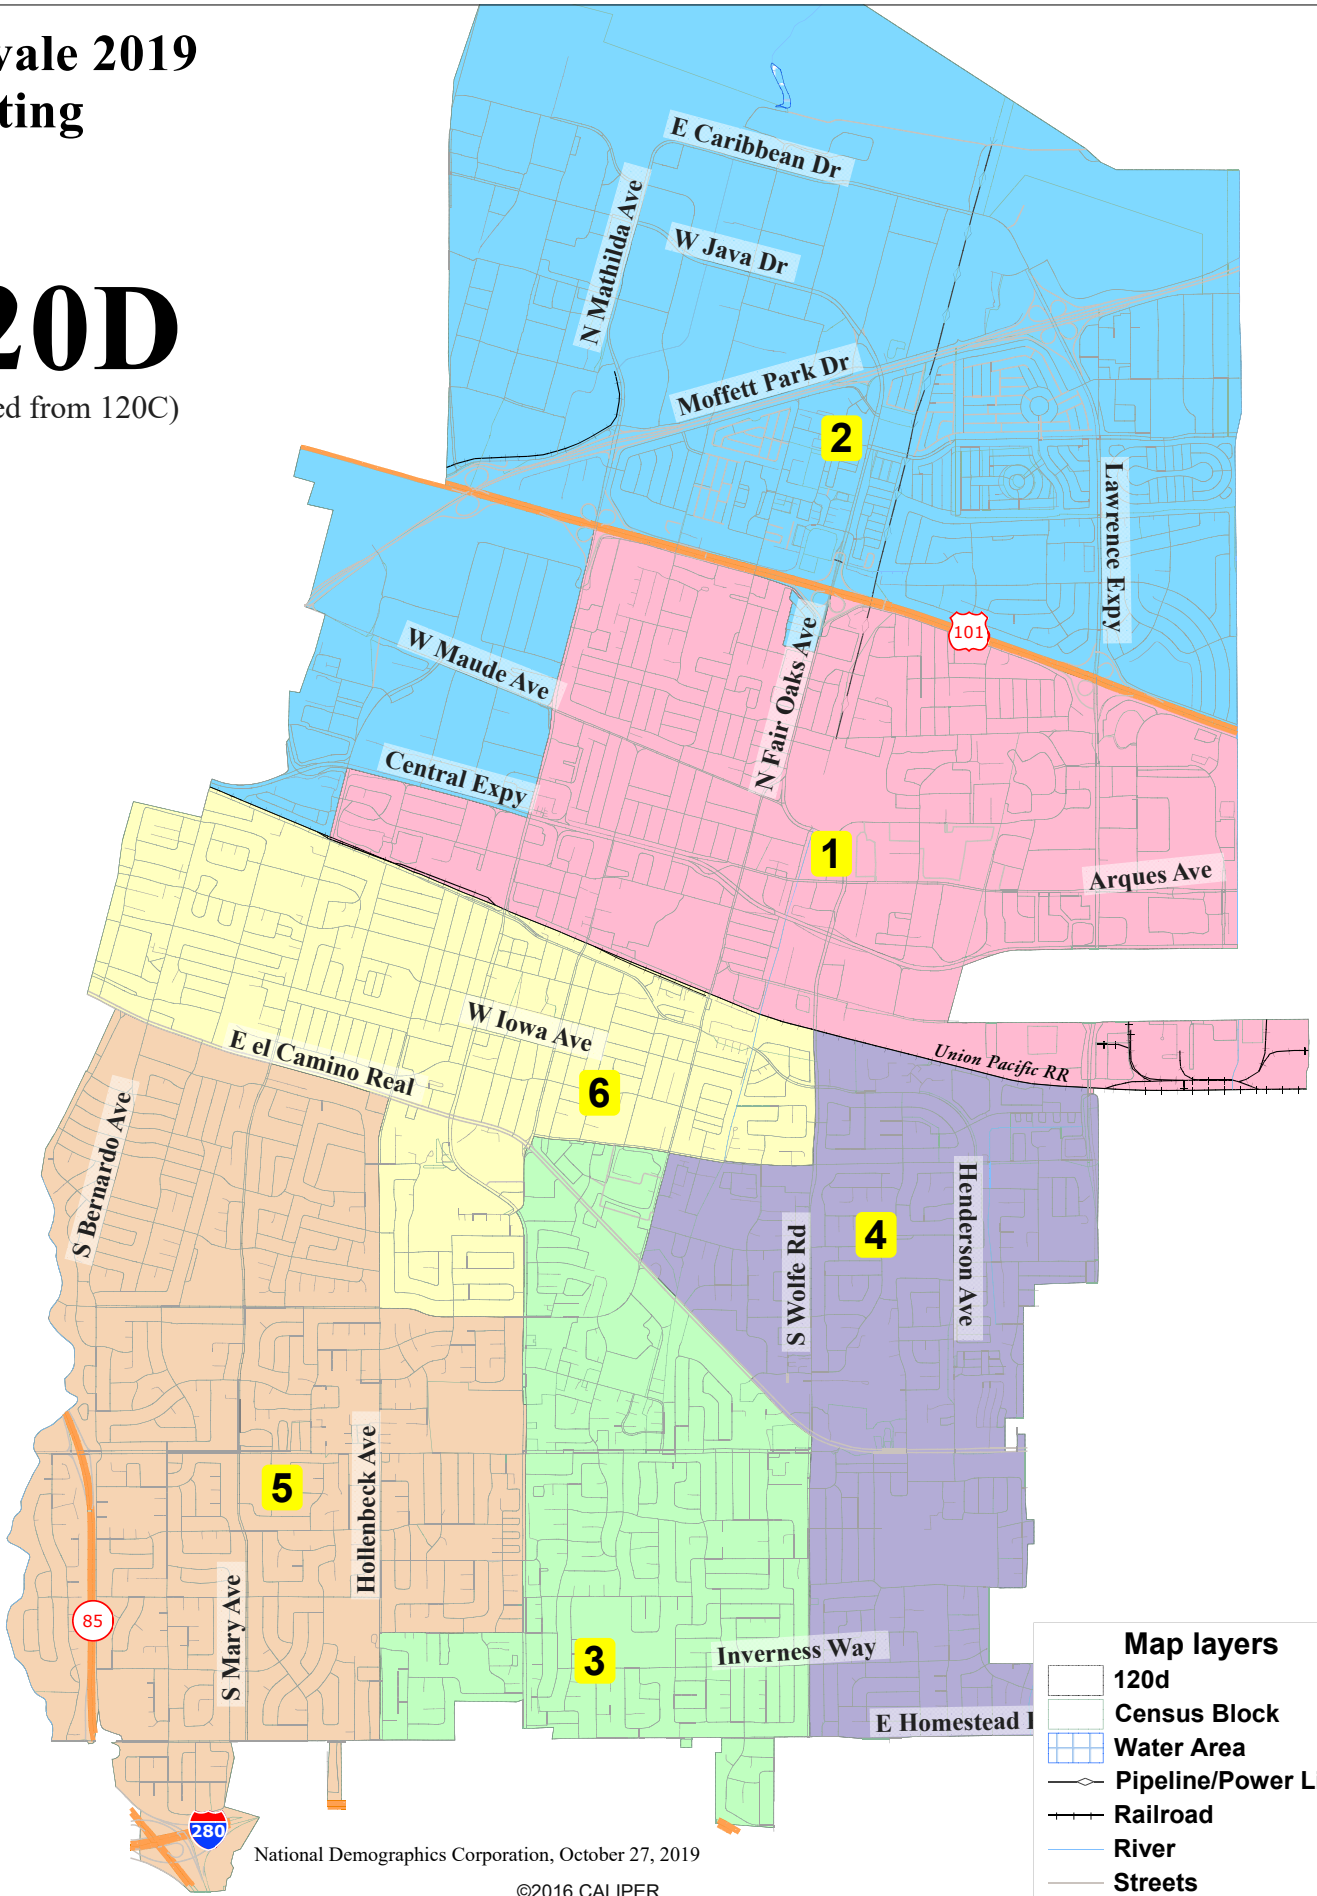 vale 2019
ting
20D
ed from 120C)
E Caribbean Dr
N Mathilda Ave
W Java Dr
Moffett Park Dr
2
Lawrence Expy
101
W Maude Ave
N Fair Oaks Ave
Central Expy
1
Arques Ave
W Iowa Ave
E el Camino Real
Union Pacific RR
6
S Bernardo Ave
Henderson Ave
4
S Wolfe Rd
Hollenbeck Ave
5
S Mary Ave
85
3
Inverness Way
E Homestead
280
Map layers
120d
Census Block
Water Area
Pipeline/Power Li
Railroad
River
Streets
National Demographics Corporation, October 27, 2019
©2016 CALIPER